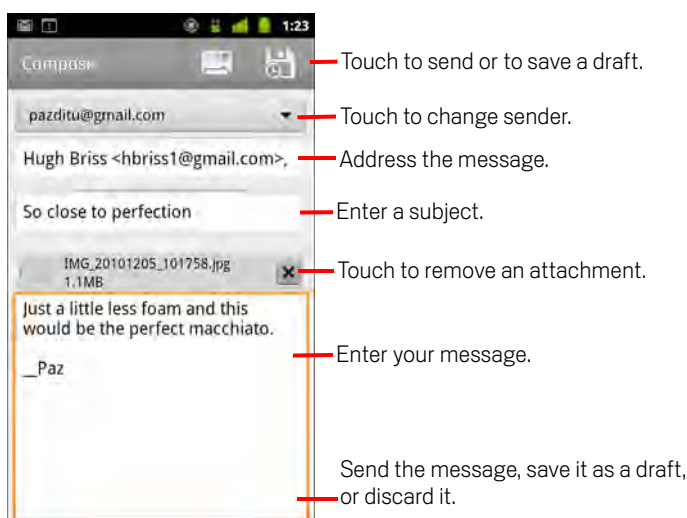 1:23
Compose
Touch to send or to save a draft.
pazditu@gmail.com
Touch to change sender.
Hugh Briss <hbriss1@gmail.com>,
Address the message.
So close to perfection
Enter a subject.
IMG_20101205_101758.jpg
1.1MB
Touch to remove an attachment.
Just a little less foam and this
would be the perfect macchiato.
__Paz
Enter your message.
Send the message, save it as a draft,
or discard it.